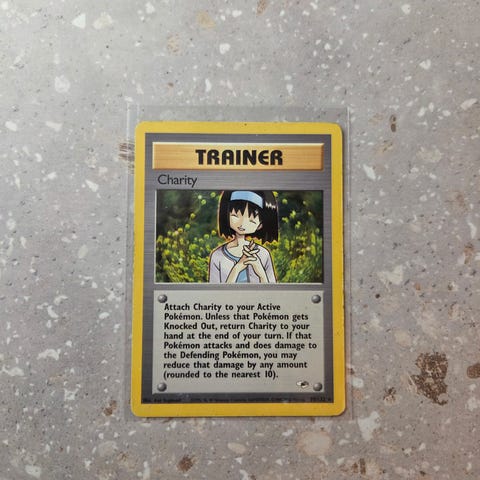 TRAINER
Charity
Attach Charity to your Active
Pokémon. Unless that Pokémon gets
Knocked Out, return Charity to your
hand at the end of your turn. If that
Pokémon attacks and does damage to
the Defending Pokémon, you may
reduce that damage by any amount
(rounded to the nearest 10).